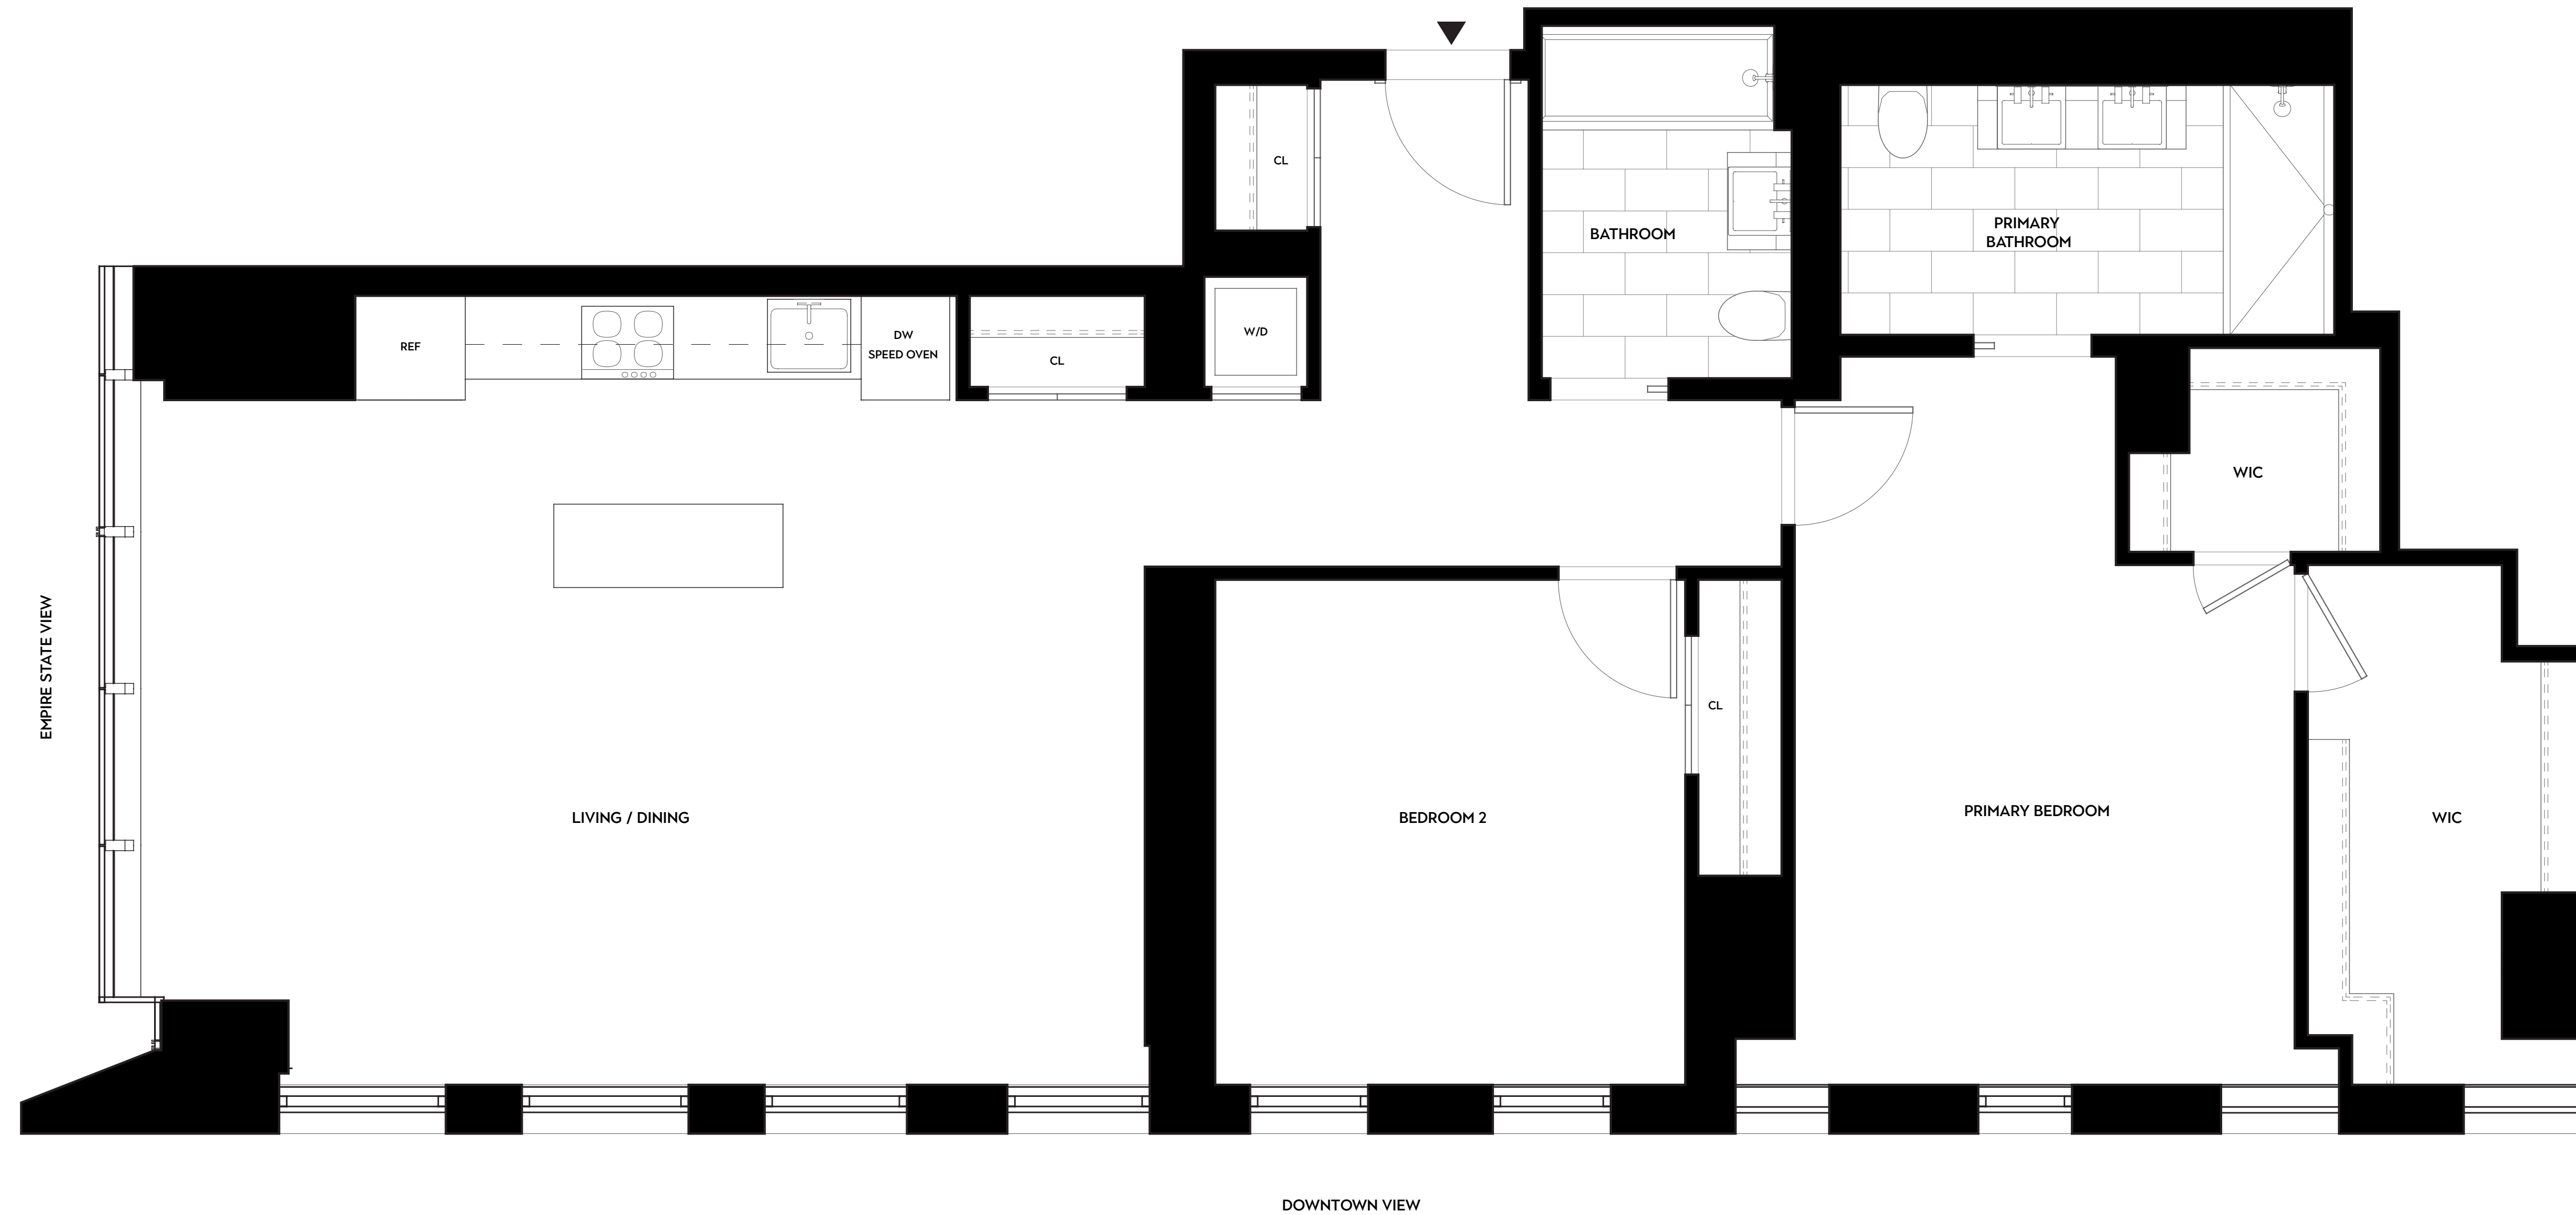 CL
BATHROOM
PRIMARY
BATHROOM
REF
DW
SPEED OVEN
CL
W/D
WIC
EMPIRE STATE VIEW
CL
LIVING / DINING
BEDROOM 2
PRIMARY BEDROOM
WIC
DOWNTOWN VIEW